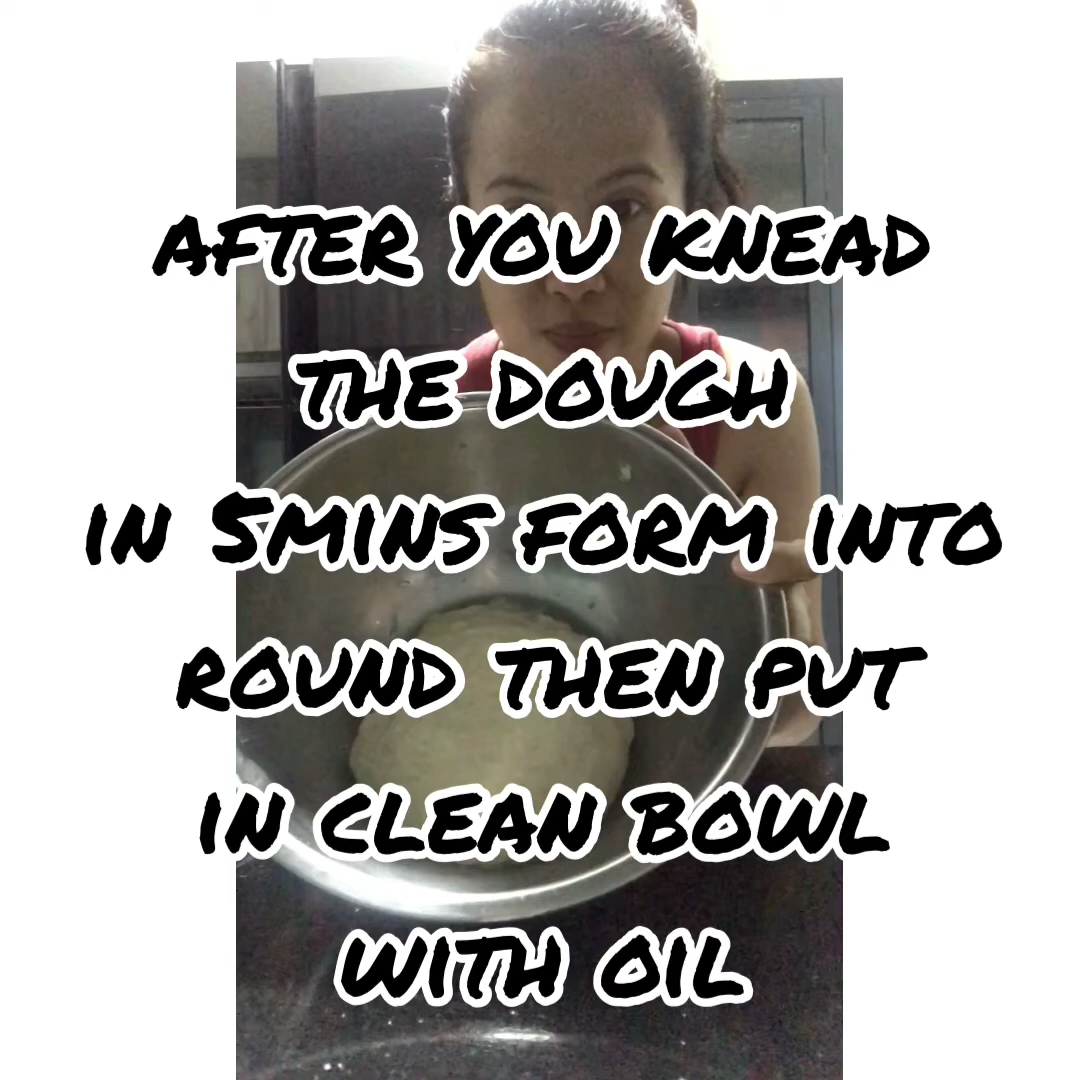 AFTER YOU KNEAD
THE DOUGH
IN 5MINS FORM INTO
ROUND THEN PUT
IN CLEAN BOWL
WITH OIL